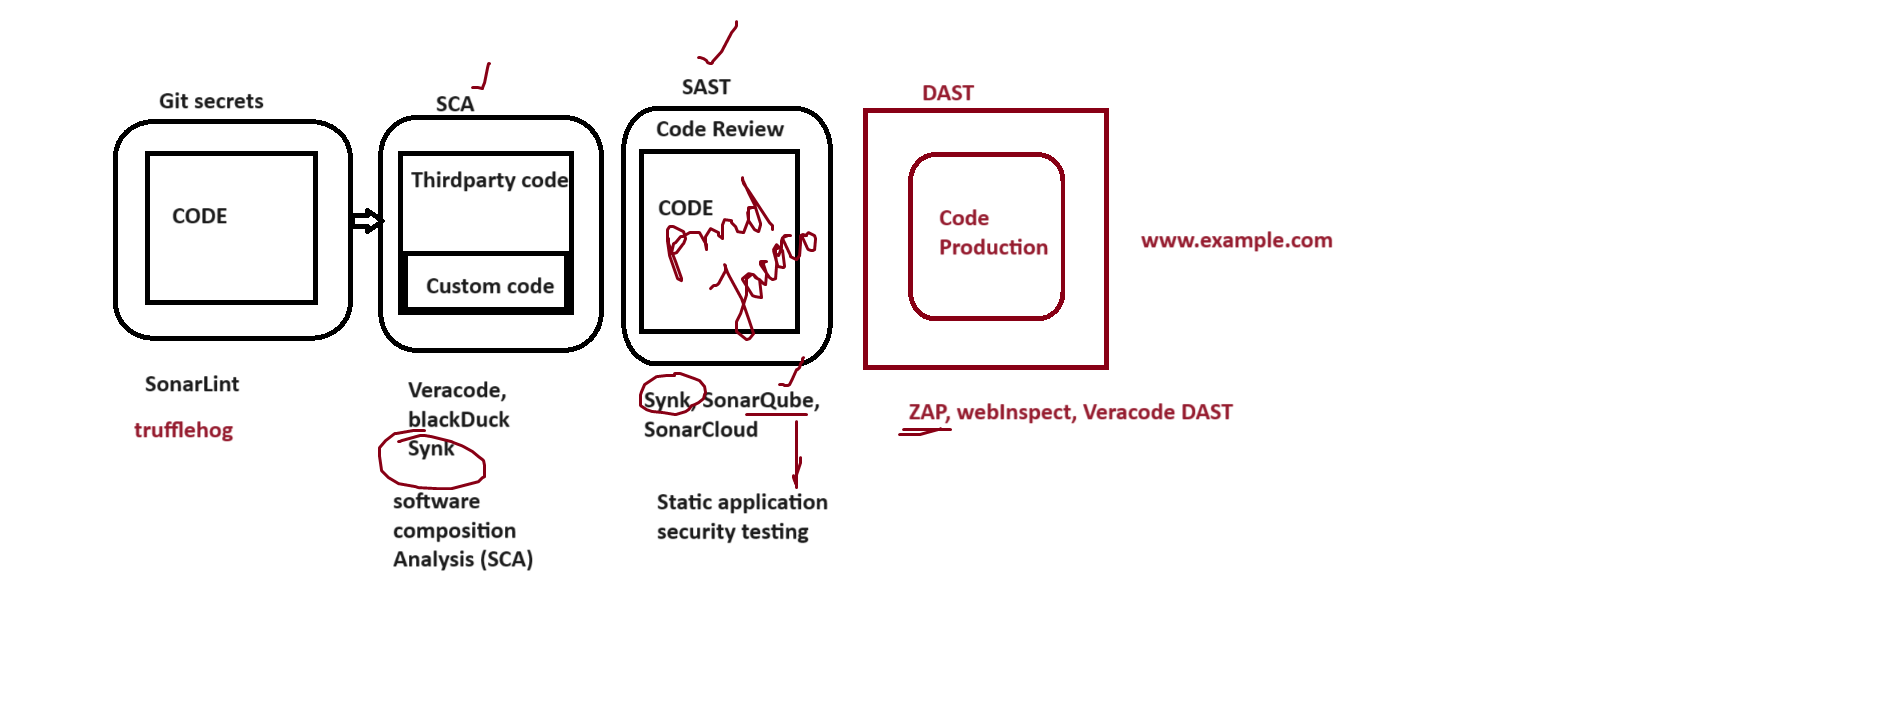 Git secrets
CODE
SonarLint
trufflehog
SCA
Thirdparty code
Custom code
Veracode,
blackDuck
Synk
software
composition
Analysis (SCA)
SAST
Code Review
CODE
pmd
Synk, SonarQube,
SonarCloud
Static application
security testing
DAST
Code
Production
ZAP, webInspect, Veracode DAST
www.example.com